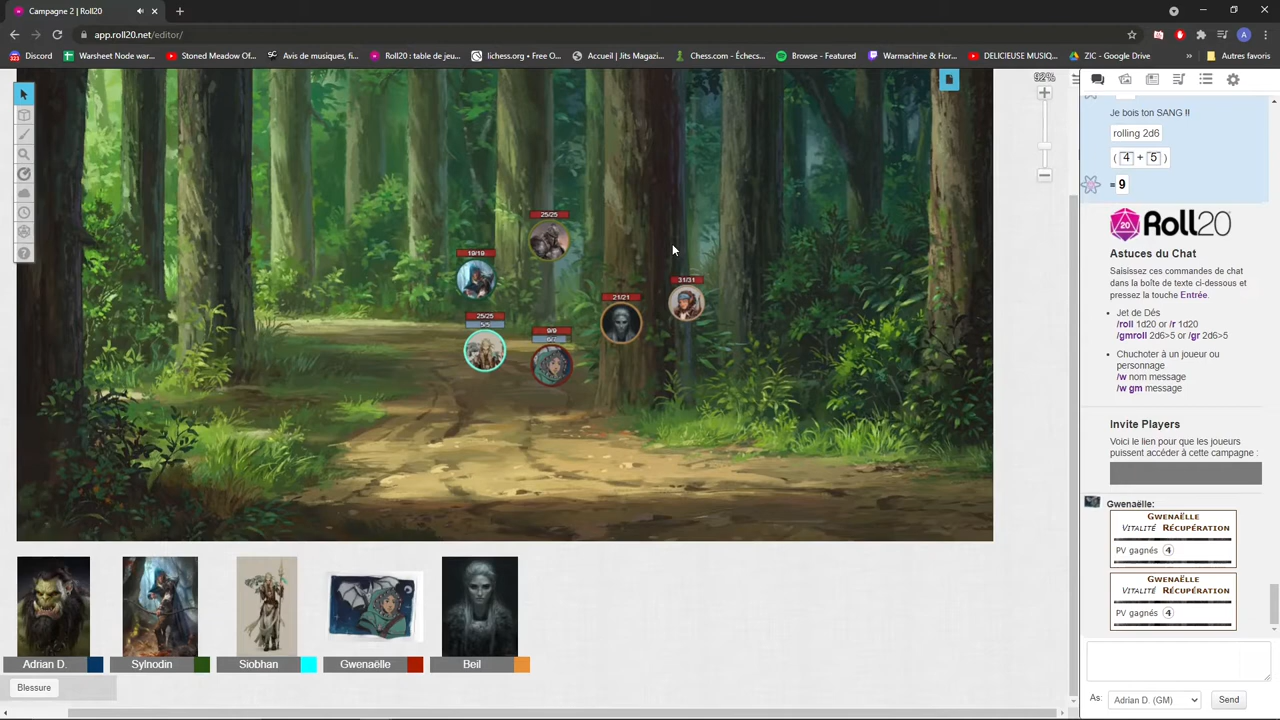 Campagne 2 | Roll20
app.roll20.net/editor/
Discord
Warsheet Node war...
Stoned Meadow Of...
Avis de musiques, fi...
Roll20 : table de jeu...
lichess.org • Free O...
Accueil | Jits Magazi...
Chess.com - Échecs...
Spotify
Browse - Featured
Warmachine & Hor...
DELICIEUSE MUSIQ...
ZIC - Google Drive
Autres favoris
92%
25/25
19/19
31/31
21/21
25/25
5/5
9/9
Je bois ton SANG !!
rolling 2d6
( 4 + 5 )
= 9
Roll20
Astuces du Chat
Saisissez ces commandes de chat
dans la boîte de texte ci-dessous et
pressez la touche Entrée.
• Jet de Dés
/roll 1d20 or /r 1d20
/gmroll 2d6>5 or /gr 2d6>5
• Chuchoter à un joueur ou
personnage
/w nom message
/w gm message
Invite Players
Voici le lien pour que les joueurs
puissent accéder à cette campagne :
Gwenaëlle:
Gwenaëlle
Vitalité Récupération
PV gagnés 4
Gwenaëlle
Vitalité Récupération
PV gagnés 4
Adrian D.
Sylnodin
Siobhan
Gwenaëlle
Beil
Blessure
As:
Adrian D. (GM)
Send